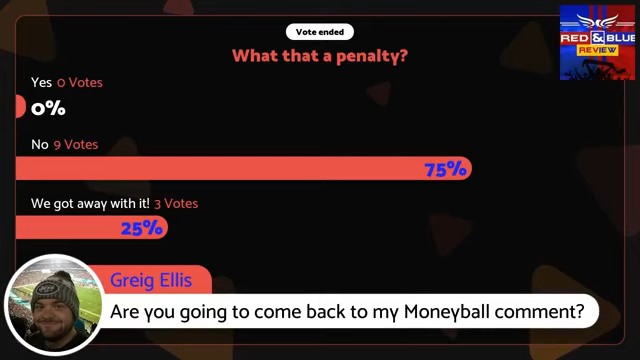 Vote ended
What that a penalty?
RED & BLUE
REVIEW
Yes 0 Votes
0%
No 9 Votes
75%
We got away with it! 3 Votes
25%
Greig Ellis
Are you going to come back to my Moneyball comment?